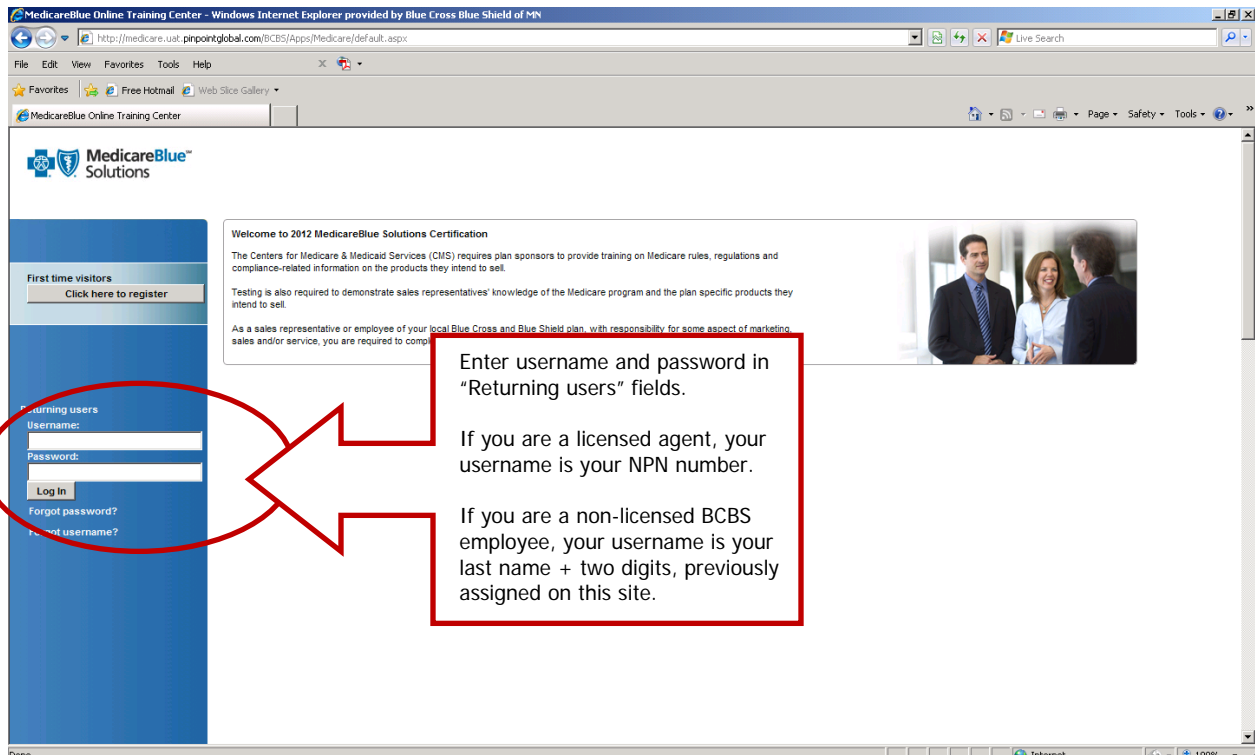 MedicareBlue Online Training Center - Windows Internet Explorer provided by Blue Cross Blue Shield of MN
http://medicare.uat.pinpointglobal.com/BCBS/Apps/Medicare/default.aspx
Live Search
File Edit View Favorites Tools Help
Favorites Free Hotmail Web Slice Gallery
MedicareBlue Online Training Center
Page Safety Tools
MedicareBlue℠
Solutions
First time visitors
Click here to register
Welcome to 2012 MedicareBlue Solutions Certification
The Centers for Medicare & Medicaid Services (CMS) requires plan sponsors to provide training on Medicare rules, regulations and
compliance-related information on the products they intend to sell.
Testing is also required to demonstrate sales representatives' knowledge of the Medicare program and the plan specific products they
intend to sell.
As a sales representative or employee of your local Blue Cross and Blue Shield plan, with responsibility for some aspect of marketing,
sales and/or service, you are required to
Returning users
Username:
Password:
Log In
Forgot password?
Forgot username?
Enter username and password in
“Returning users” fields.
If you are a licensed agent, your
username is your NPN number.
If you are a non-licensed BCBS
employee, your username is your
last name + two digits, previously
assigned on this site.
Done
Internet
100%